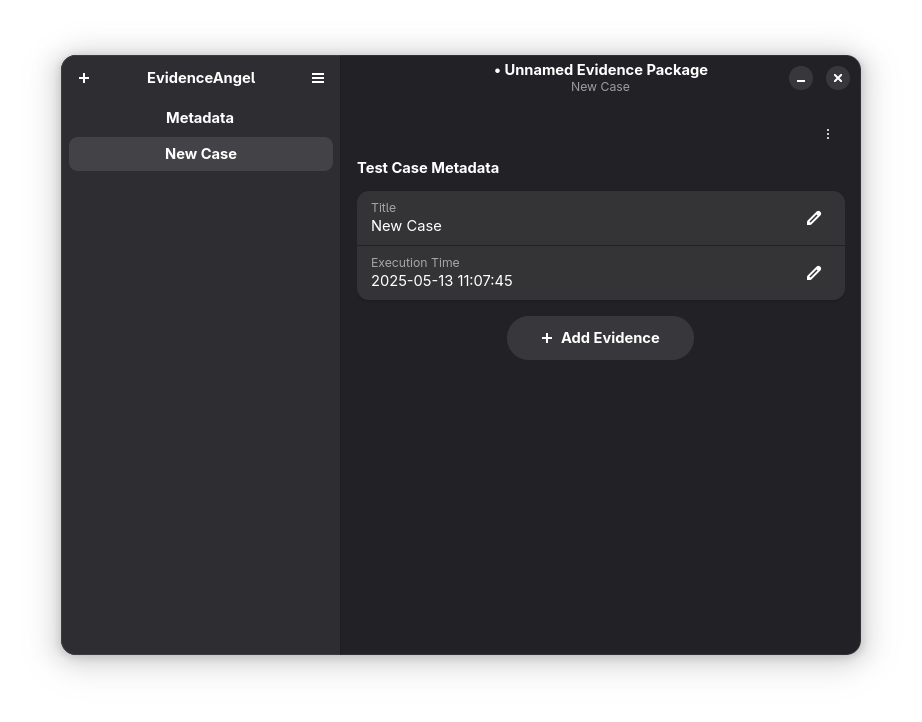 EvidenceAngel
Metadata
New Case
• Unnamed Evidence Package
New Case
Test Case Metadata
Title
New Case
Execution Time
2025-05-13 11:07:45
Add Evidence